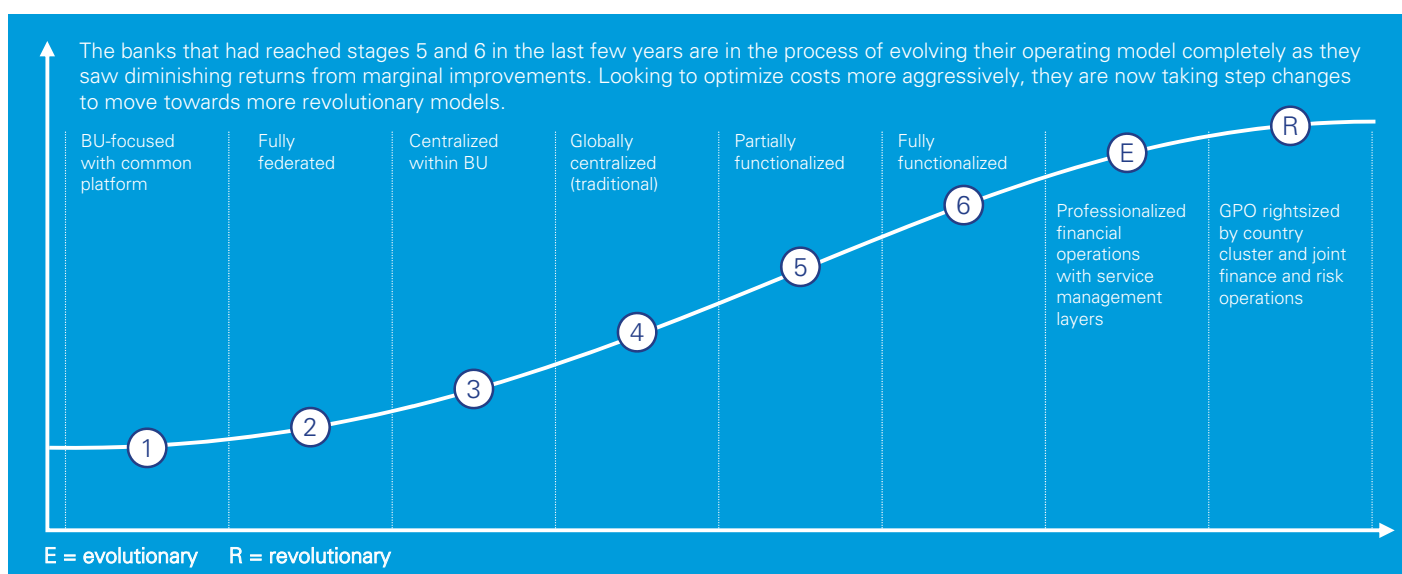 The banks that had reached stages 5 and 6 in the last few years are in the process of evolving their operating model completely as they
saw diminishing returns from marginal improvements. Looking to optimize costs more aggressively, they are now taking step changes
to move towards more revolutionary models.
BU-focused
with common
platform
Fully
federated
Centralized
within BU
Globally
centralized
(traditional)
Partially
functionalized
Fully
functionalized
Professionalized
financial
operations
with service
management
layers
GPO rightsized
by country
cluster and joint
finance and risk
operations
1
2
3
4
5
6
E
R
E = evolutionary
R = revolutionary